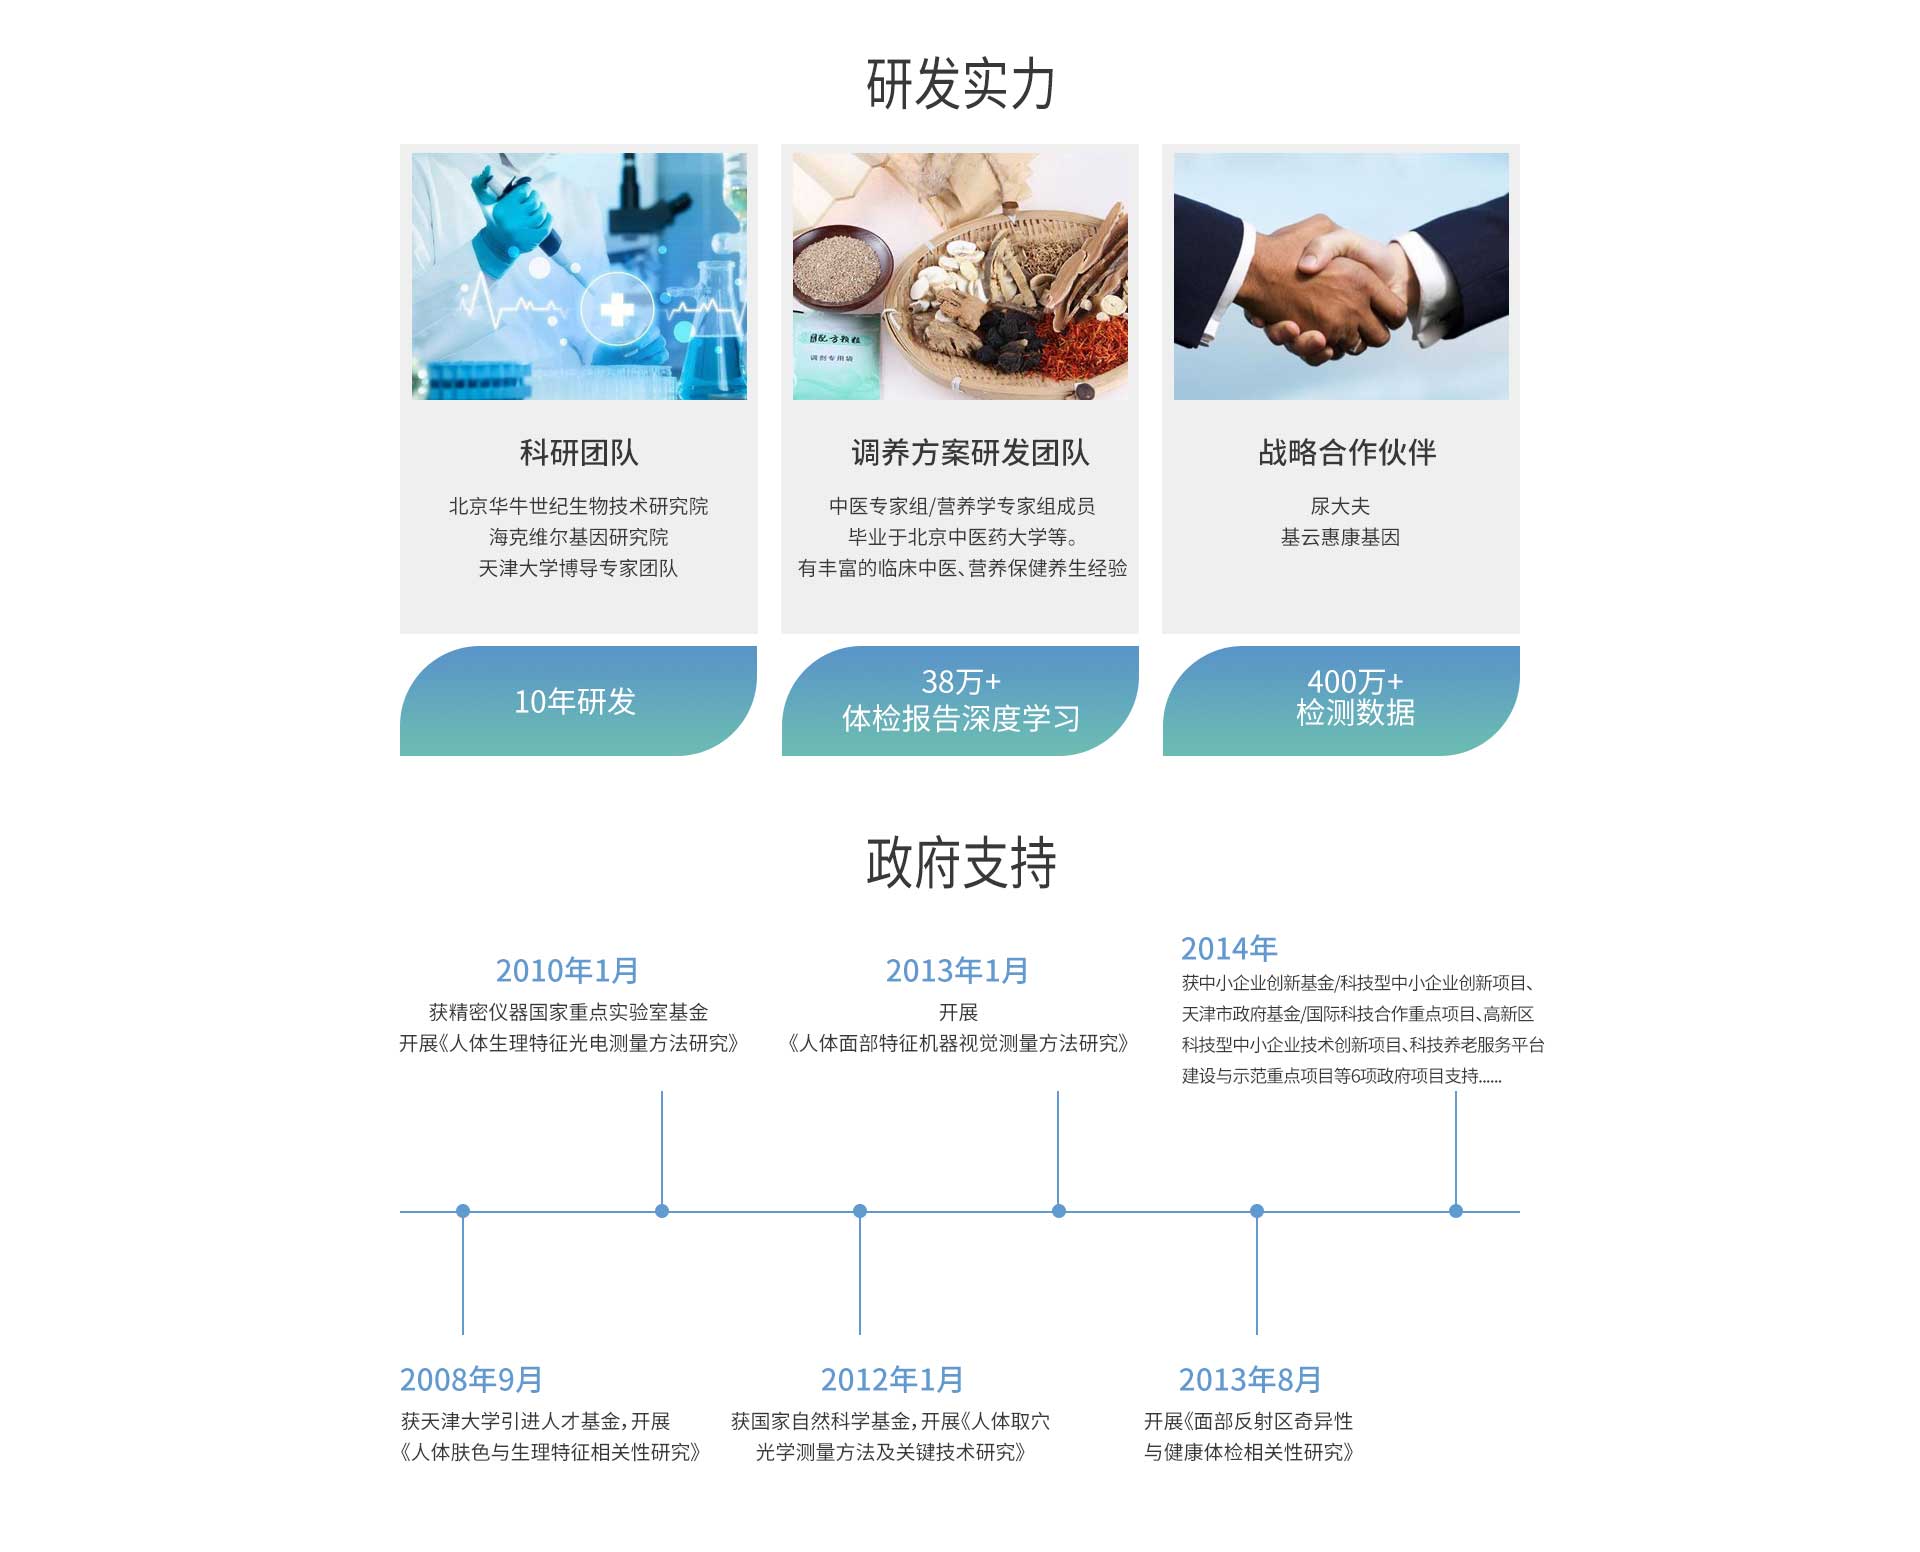 研发实力
配方颗粒
调剂专用袋
科研团队
北京华牛世纪生物技术研究院
海克维尔基因研究院
天津大学博导专家团队
调养方案研发团队
中医专家组/营养学专家组成员
毕业于北京中医药大学等。
有丰富的临床中医、营养保健养生经验
战略合作伙伴
尿大夫
基云惠康基因
10年研发
38万+
体检报告深度学习
400万+
检测数据
政府支持
2010年1月
获精密仪器国家重点实验室基金
开展《人体生理特征光电测量方法研究》
2013年1月
开展
《人体面部特征机器视觉测量方法研究》
2014年
获中小企业创新基金/科技型中小企业创新项目、
天津市政府基金/国际科技合作重点项目、高新区
科技型中小企业技术创新项目、科技养老服务平台
建设与示范重点项目等6项政府项目支持......
2008年9月
获天津大学引进人才基金，开展
《人体肤色与生理特征相关性研究》
2012年1月
获国家自然科学基金，开展《人体取穴
光学测量方法及关键技术研究》
2013年8月
开展《面部反射区奇异性
与健康体检相关性研究》